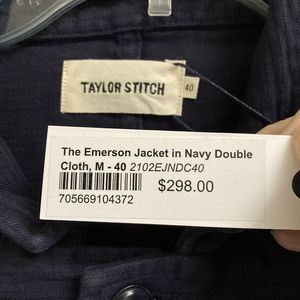 TAYLOR STITCH
40
The Emerson Jacket in Navy Double
Cloth, M - 40 2102EJNDC40
$298.00
705669104372